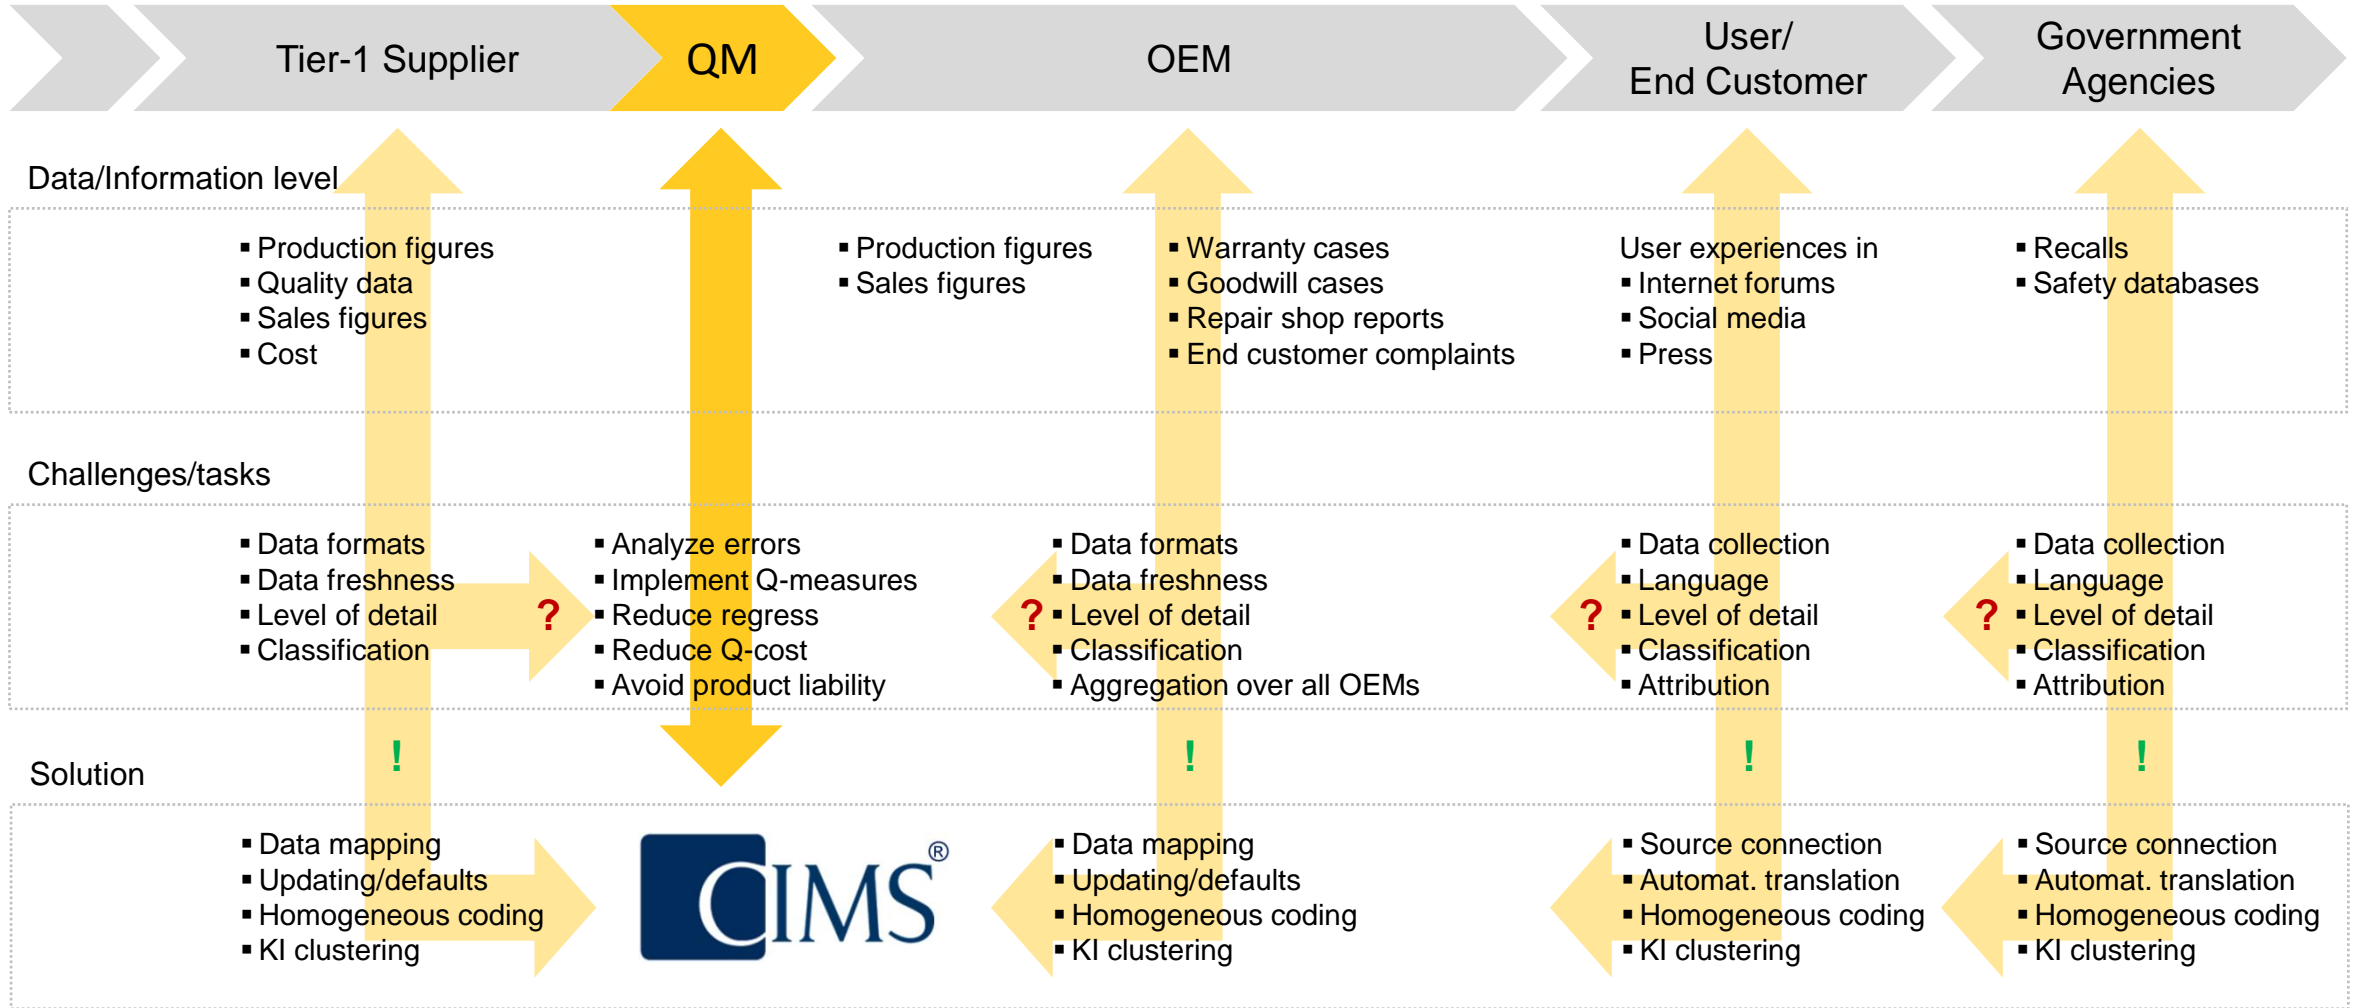 Tier-1 Supplier
QM
OEM
User/
End Customer
Government
Agencies
Data/Information level
▪ Production figures
▪ Quality data
▪ Sales figures
▪ Cost
▪ Production figures
▪ Sales figures
▪ Warranty cases
▪ Goodwill cases
▪ Repair shop reports
▪ End customer complaints
User experiences in
▪ Internet forums
▪ Social media
▪ Press
▪ Recalls
▪ Safety databases
Challenges/tasks
▪ Data formats
▪ Data freshness
▪ Level of detail
▪ Classification
?
▪ Analyze errors
▪ Implement Q-measures
▪ Reduce regress
▪ Reduce Q-cost
▪ Avoid product liability
?
▪ Data formats
▪ Data freshness
▪ Level of detail
▪ Classification
▪ Aggregation over all OEMs
?
▪ Data collection
▪ Language
▪ Level of detail
▪ Classification
▪ Attribution
?
▪ Data collection
▪ Language
▪ Level of detail
▪ Classification
▪ Attribution
! ! ! !
Solution
▪ Data mapping
▪ Updating/defaults
▪ Homogeneous coding
▪ KI clustering
CIMS®
▪ Data mapping
▪ Updating/defaults
▪ Homogeneous coding
▪ KI clustering
▪ Source connection
▪ Automat. translation
▪ Homogeneous coding
▪ KI clustering
▪ Source connection
▪ Automat. translation
▪ Homogeneous coding
▪ KI clustering